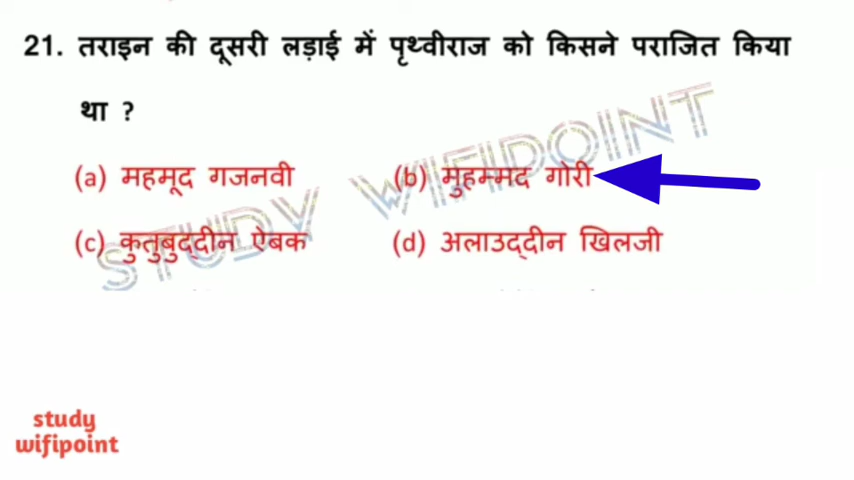 21. तराइन की दूसरी लड़ाई में पृथ्वीराज को किसने पराजित किया
था ?
(a) महमूद गजनवी (b) मुहम्मद गोरी
(c) कुतुबुद्दीन ऐबक (d) अलाउद्दीन खिलजी
STUDY WIFIPOINT
study
wifipoint